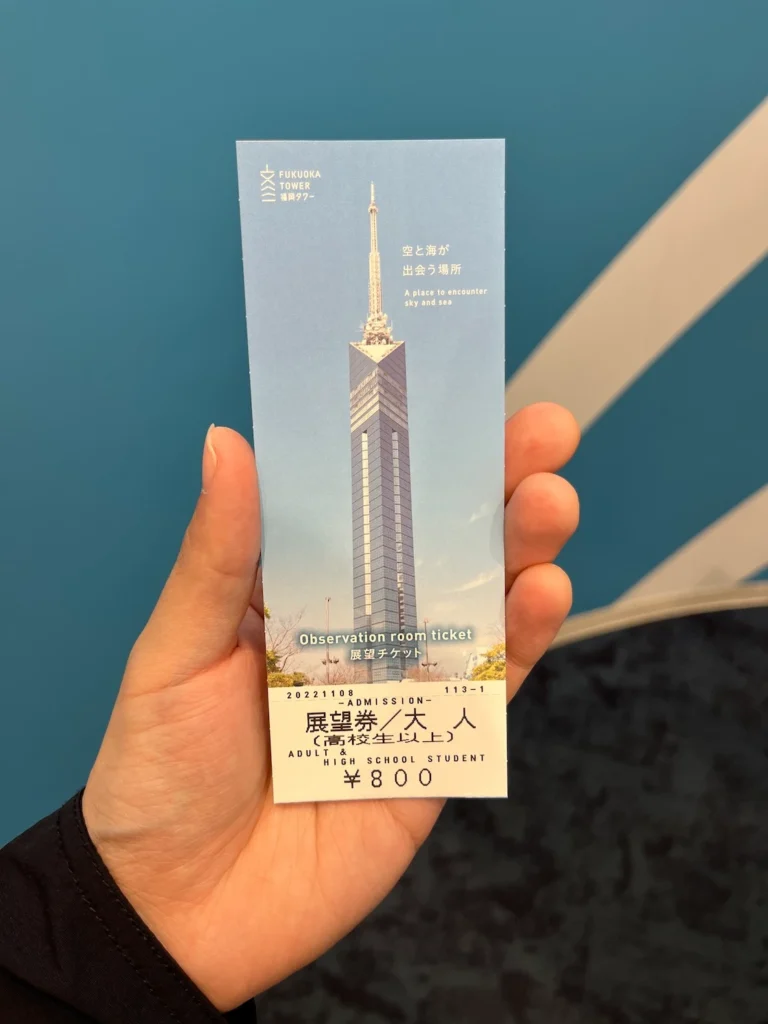 FUKUOKA
TOWER
福岡タワー
空と海が
出会う場所
A place to encounter
sky and sea
Observation room ticket
展望チケット
20221108 113-1
-ADMISSION-
展望券/大 人
(高校生以上)
ADULT &
HIGH SCHOOL STUDENT
¥800